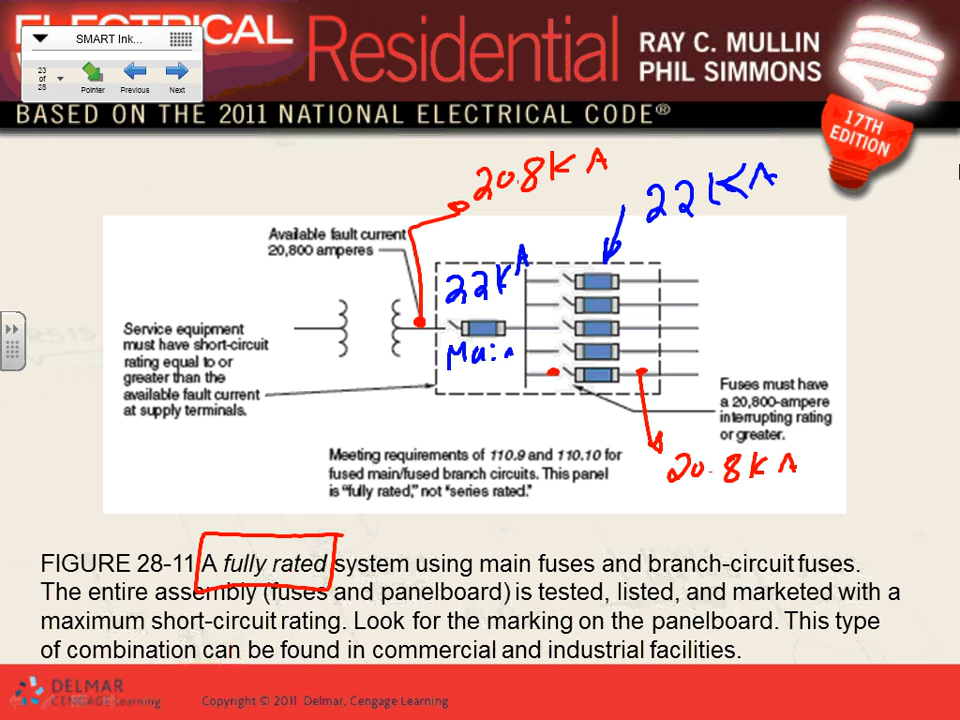 ELECTRICAL
SMART Ink...
23
of
28
Pointer
Previous
Next
Residential
RAY C. MULLIN
PHIL SIMMONS
BASED ON THE 2011 NATIONAL ELECTRICAL CODE®
17TH
EDITION
20.8KA
22KA
Available fault current
20,800 amperes
22KA
Main
Service equipment
must have short-circuit
rating equal to or
greater than the
available fault current
at supply terminals.
Fuses must have
a 20,800-ampere
interrupting rating
or greater.
20.8KA
Meeting requirements of 110.9 and 110.10 for
fused main/fused branch circuits. This panel
is "fully rated," not "series rated."
FIGURE 28-11 A fully rated system using main fuses and branch-circuit fuses.
The entire assembly (fuses and panelboard) is tested, listed, and marketed with a
maximum short-circuit rating. Look for the marking on the panelboard. This type
of combination can be found in commercial and industrial facilities.
DELMAR
CENGAGE Learning
Copyright © 2011 Delmar, Cengage Learning